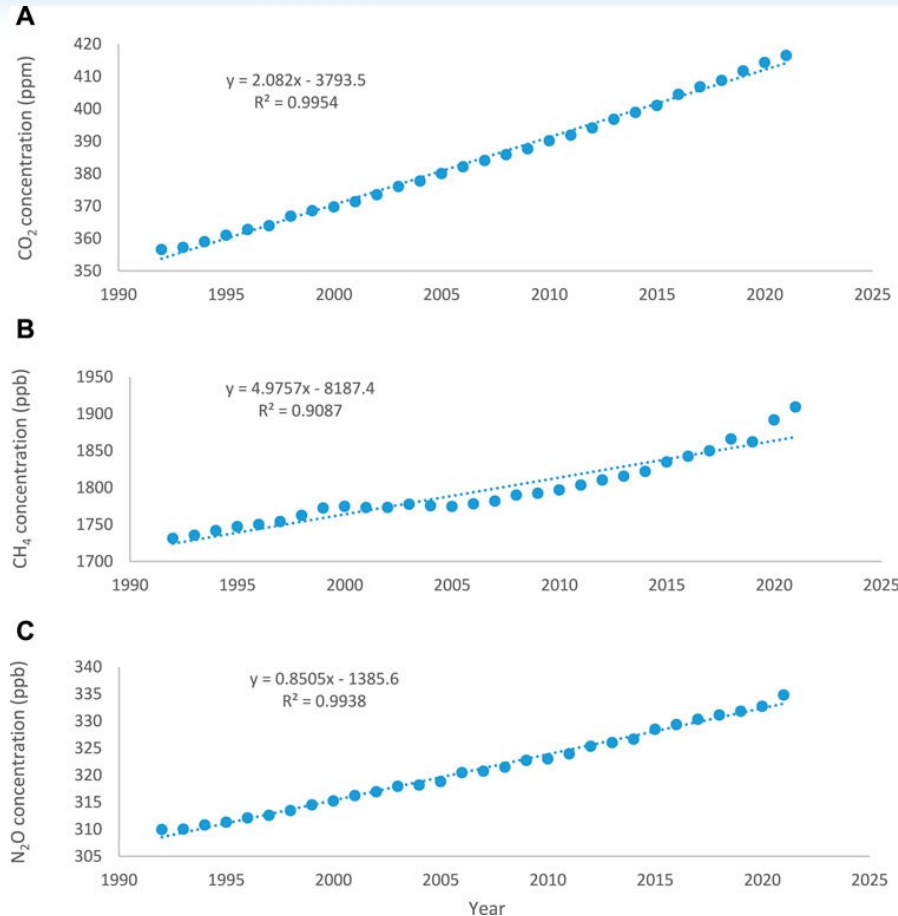 A
CO₂ concentration (ppm)
420
410
400
390
380
370
360
350
y = 2.082x - 3793.5
R² = 0.9954
1990 1995 2000 2005 2010 2015 2020 2025
B
CH₄ concentration (ppb)
1950
1900
1850
1800
1750
1700
y = 4.9757x - 8187.4
R² = 0.9087
1990 1995 2000 2005 2010 2015 2020 2025
C
N₂O concentration (ppb)
340
335
330
325
320
315
310
305
y = 0.8505x - 1385.6
R² = 0.9938
1990 1995 2000 2005 2010 2015 2020 2025
Year